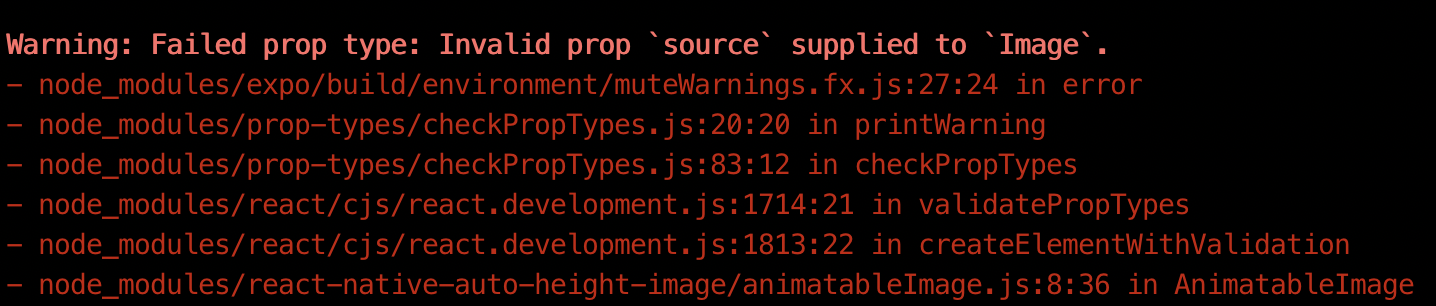 Warning: Failed prop type: Invalid prop `source` supplied to `Image`.
- node_modules/expo/build/environment/muteWarnings.fx.js:27:24 in error
- node_modules/prop-types/checkPropTypes.js:20:20 in printWarning
- node_modules/prop-types/checkPropTypes.js:83:12 in checkPropTypes
- node_modules/react/cjs/react.development.js:1714:21 in validatePropTypes
- node_modules/react/cjs/react.development.js:1813:22 in createElementWithValidation
- node_modules/react-native-auto-height-image/animatableImage.js:8:36 in AnimatableImage